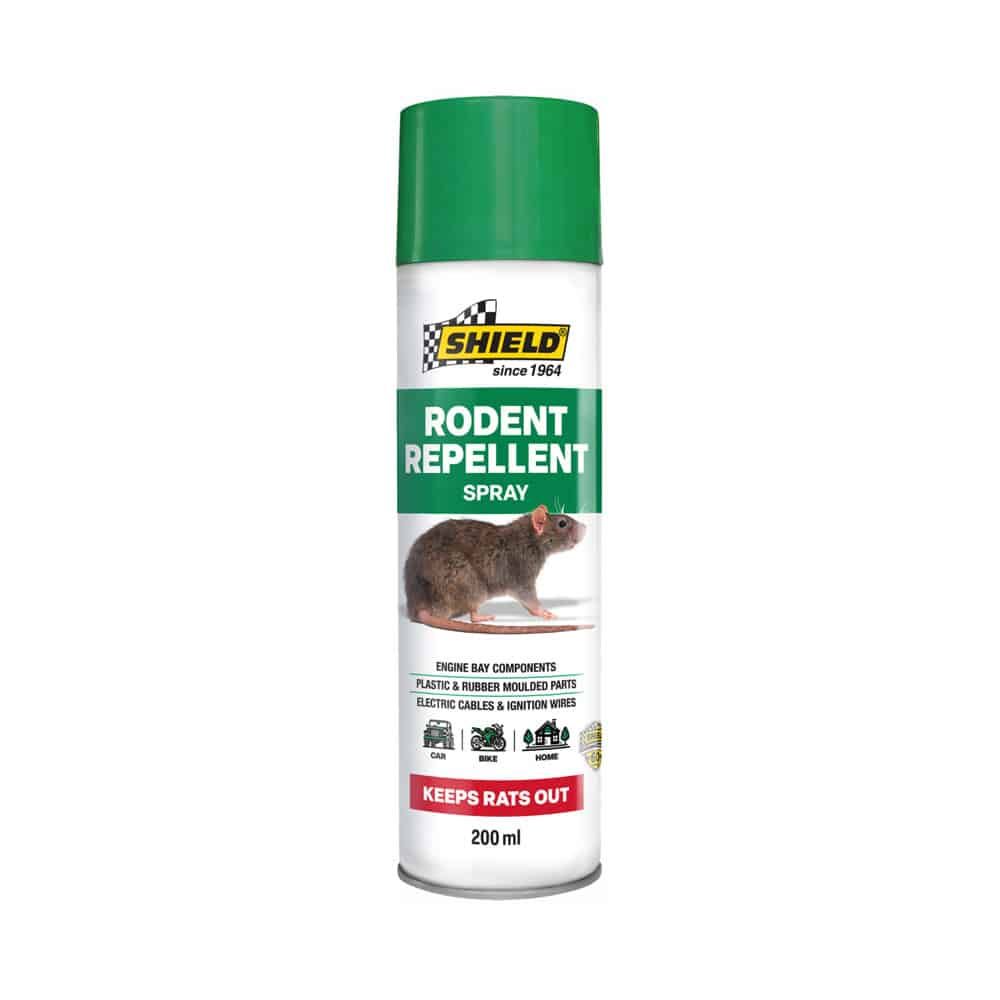 SHIELD®
since 1964
RODENT
REPELLENT
SPRAY
ENGINE BAY COMPONENTS
PLASTIC & RUBBER MOULDED PARTS
ELECTRIC CABLES & IGNITION WIRES
CAR
BIKE
HOME
KEEPS RATS OUT
200 ml